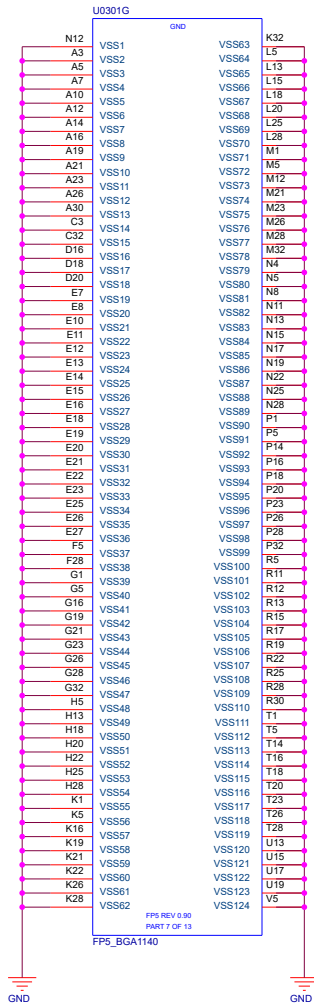 U0301G
GND
N12 VSS1 VSS63 K32
A3 VSS2 VSS64 L5
A5 VSS3 VSS65 L13
A7 VSS4 VSS66 L15
A10 VSS5 VSS67 L18
A12 VSS6 VSS68 L20
A14 VSS7 VSS69 L25
A16 VSS8 VSS70 L28
A19 VSS9 VSS71 M1
A21 VSS10 VSS72 M5
A23 VSS11 VSS73 M12
A26 VSS12 VSS74 M21
A30 VSS13 VSS75 M23
C3 VSS14 VSS76 M26
C32 VSS15 VSS77 M28
D16 VSS16 VSS78 M32
D18 VSS17 VSS79 N4
D20 VSS18 VSS80 N5
E7 VSS19 VSS81 N8
E8 VSS20 VSS82 N11
E10 VSS21 VSS83 N13
E11 VSS22 VSS84 N15
E12 VSS23 VSS85 N17
E13 VSS24 VSS86 N19
E14 VSS25 VSS87 N22
E15 VSS26 VSS88 N25
E16 VSS27 VSS89 N28
E18 VSS28 VSS90 P1
E19 VSS29 VSS91 P5
E20 VSS30 VSS92 P14
E21 VSS31 VSS93 P16
E22 VSS32 VSS94 P18
E23 VSS33 VSS95 P20
E25 VSS34 VSS96 P23
E26 VSS35 VSS97 P26
E27 VSS36 VSS98 P28
F5 VSS37 VSS99 P32
F28 VSS38 VSS100 R5
G1 VSS39 VSS101 R11
G5 VSS40 VSS102 R12
G16 VSS41 VSS103 R13
G19 VSS42 VSS104 R15
G21 VSS43 VSS105 R17
G23 VSS44 VSS106 R19
G26 VSS45 VSS107 R22
G28 VSS46 VSS108 R25
G32 VSS47 VSS109 R28
H5 VSS48 VSS110 R30
H13 VSS49 VSS111 T1
H18 VSS50 VSS112 T5
H20 VSS51 VSS113 T14
H22 VSS52 VSS114 T16
H25 VSS53 VSS115 T18
H28 VSS54 VSS116 T20
K1 VSS55 VSS117 T23
K5 VSS56 VSS118 T26
K16 VSS57 VSS119 T28
K19 VSS58 VSS120 U13
K21 VSS59 VSS121 U15
K22 VSS60 VSS122 U17
K26 VSS61 VSS123 U19
K28 VSS62 VSS124 V5
FP5 REV 0.90
PART 7 OF 13
FP5_BGA1140
GND GND